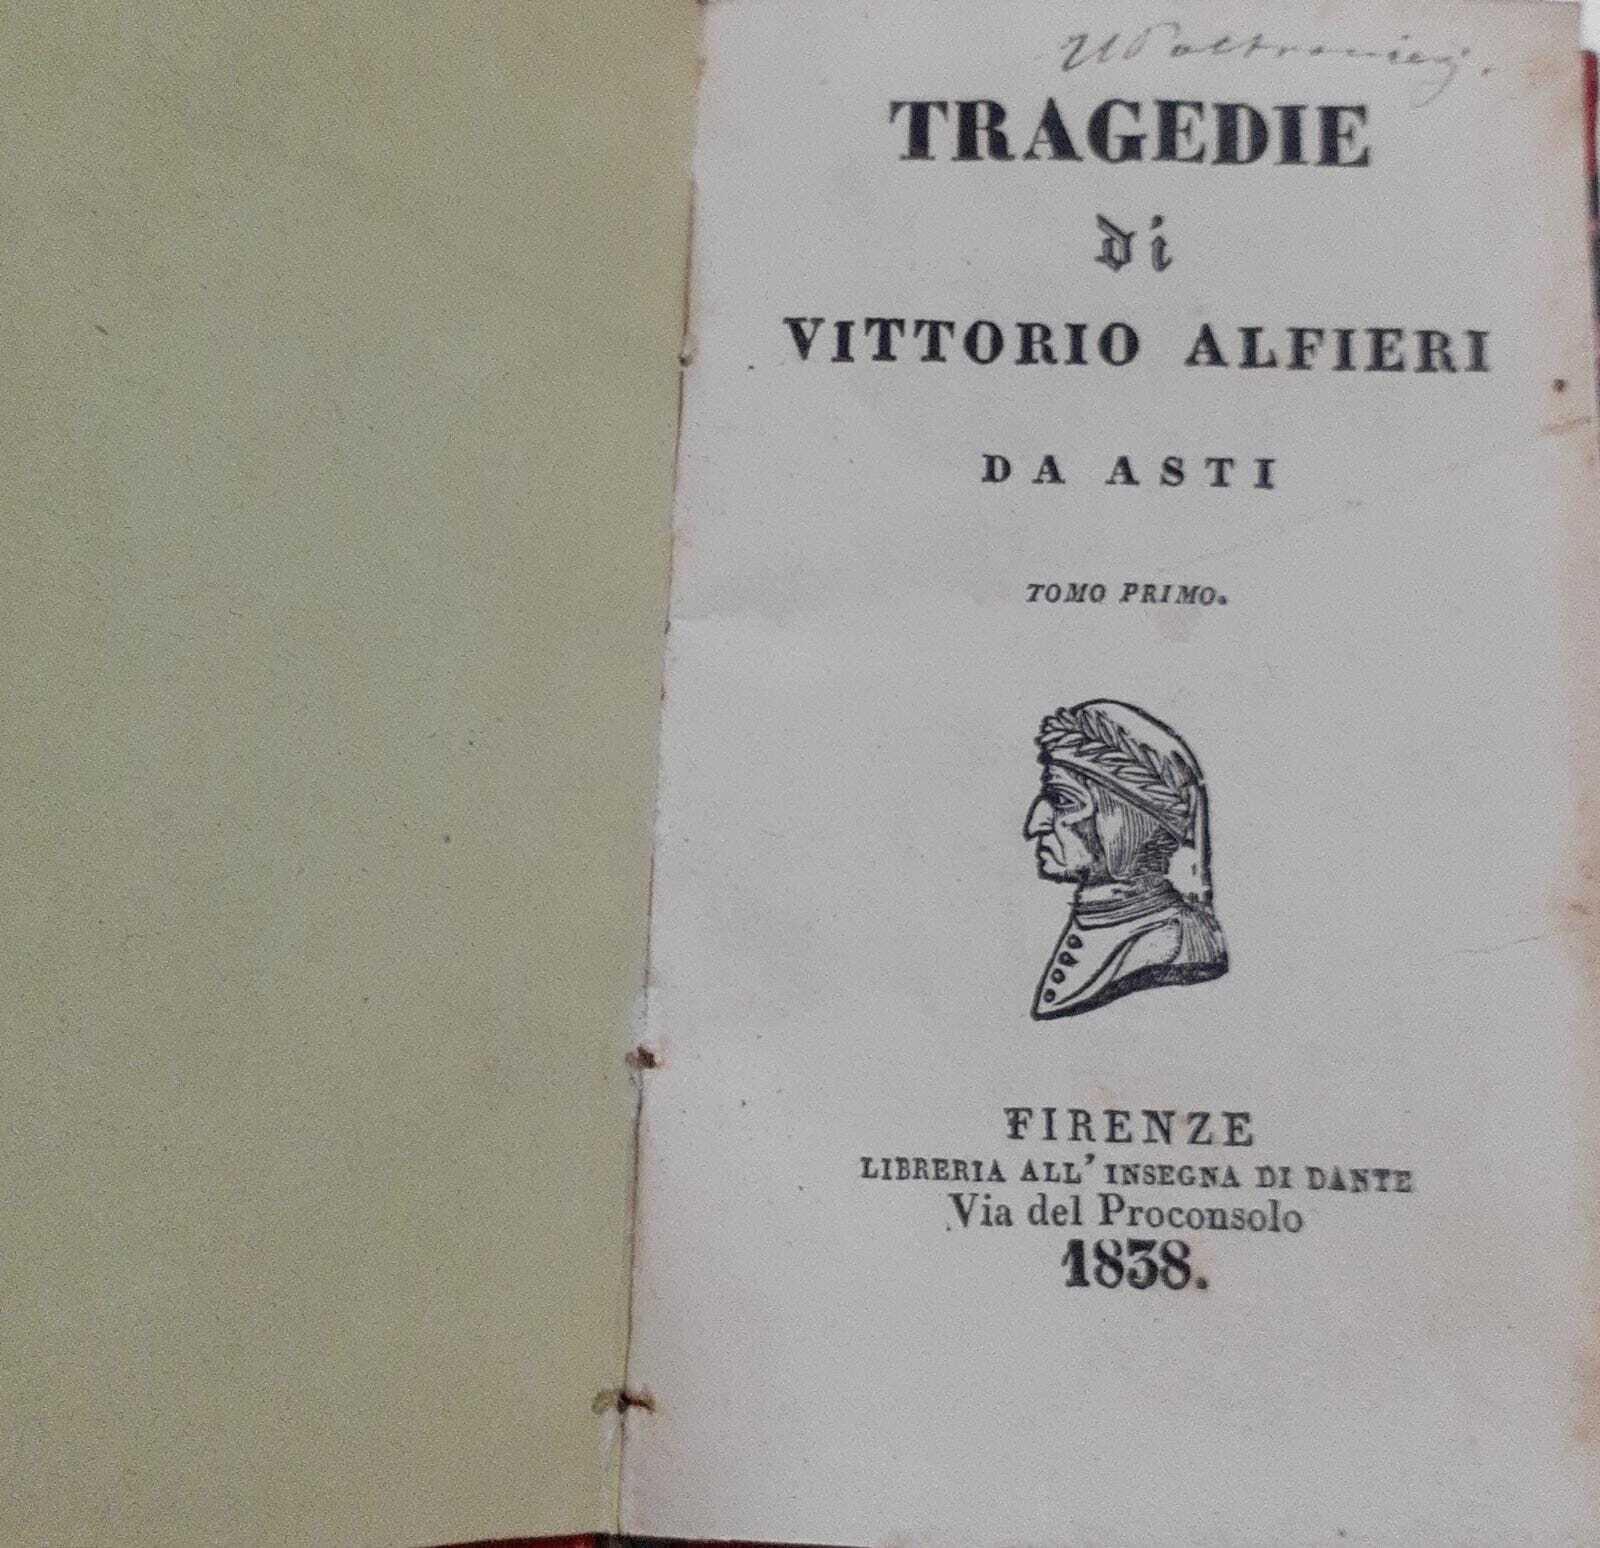 TRAGEDIE
di
VITTORIO ALFIERI
DA ASTI
TOMO PRIMO.
FIRENZE
LIBRERIA ALL' INSEGNA DI DANTE
Via del Proconsolo
1838.